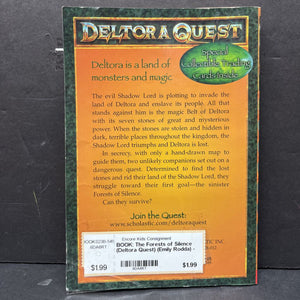 DELTORA QUEST
Special
Collectible Trading
Cards Inside
Deltora is a land of
monsters and magic
The evil Shadow Lord is plotting to invade the
land of Deltora and enslave its people. All that
stands against him is the magic Belt of Deltora
with its seven stones of great and mysterious
power. When the stones are stolen and hidden in
dark, terrible places throughout the kingdom, the
Shadow Lord triumphs and Deltora is lost.
In secrecy, with only a hand-drawn map to
guide them, two unlikely companions set out on a
dangerous quest. Determined to find the lost
stones and rid their land of the Shadow Lord, they
struggle toward their first goal—the sinister
Forests of Silence.
Can they survive?
Join the Quest:
www.scholastic.com/deltoraquest
Encore Kids Consignment
BOOK: The Forests of Silence
(Deltora Quest) (Emily Rodda) -
$1.99
$1.99